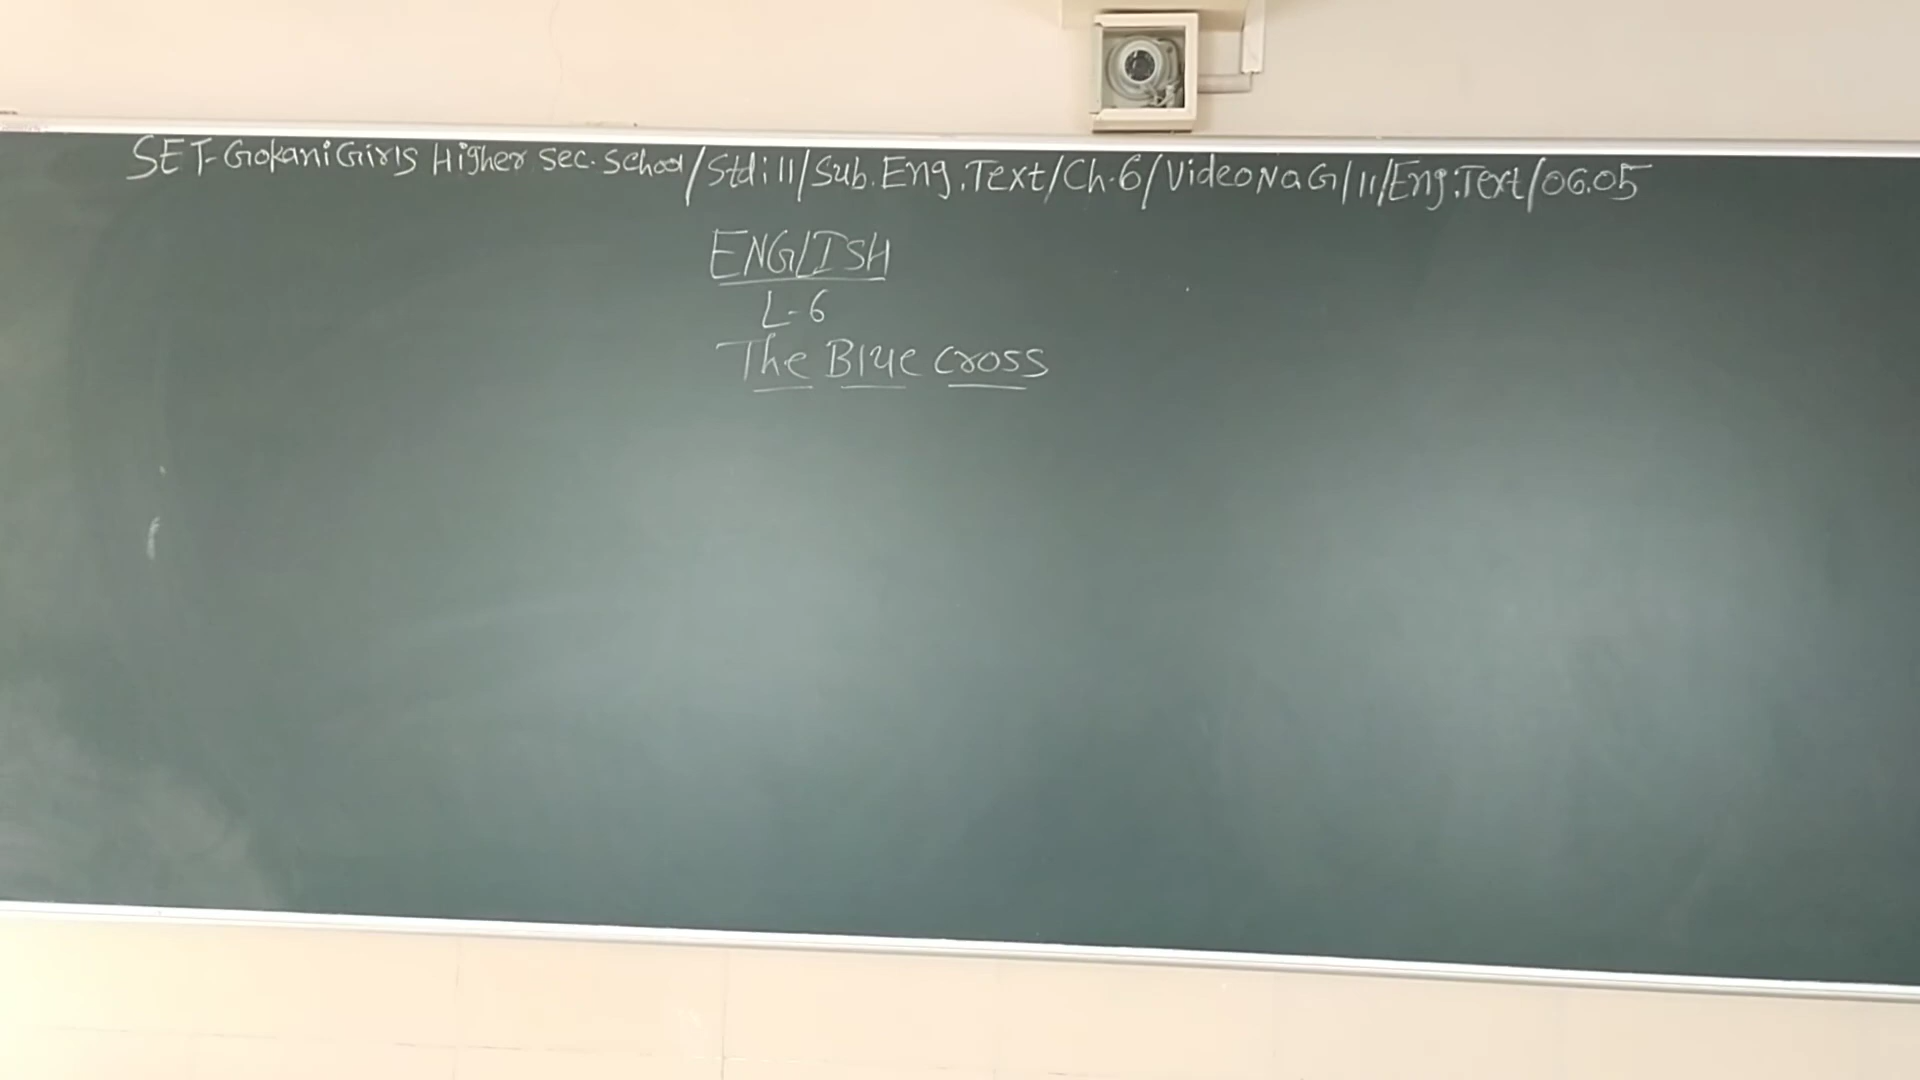 SET-Gokani Girls Higher sec. School/Std:11/Sub.Eng.Text/Ch-6/Video No G/11/Eng.Text/06.05
ENGLISH
L-6
The Blue Cross